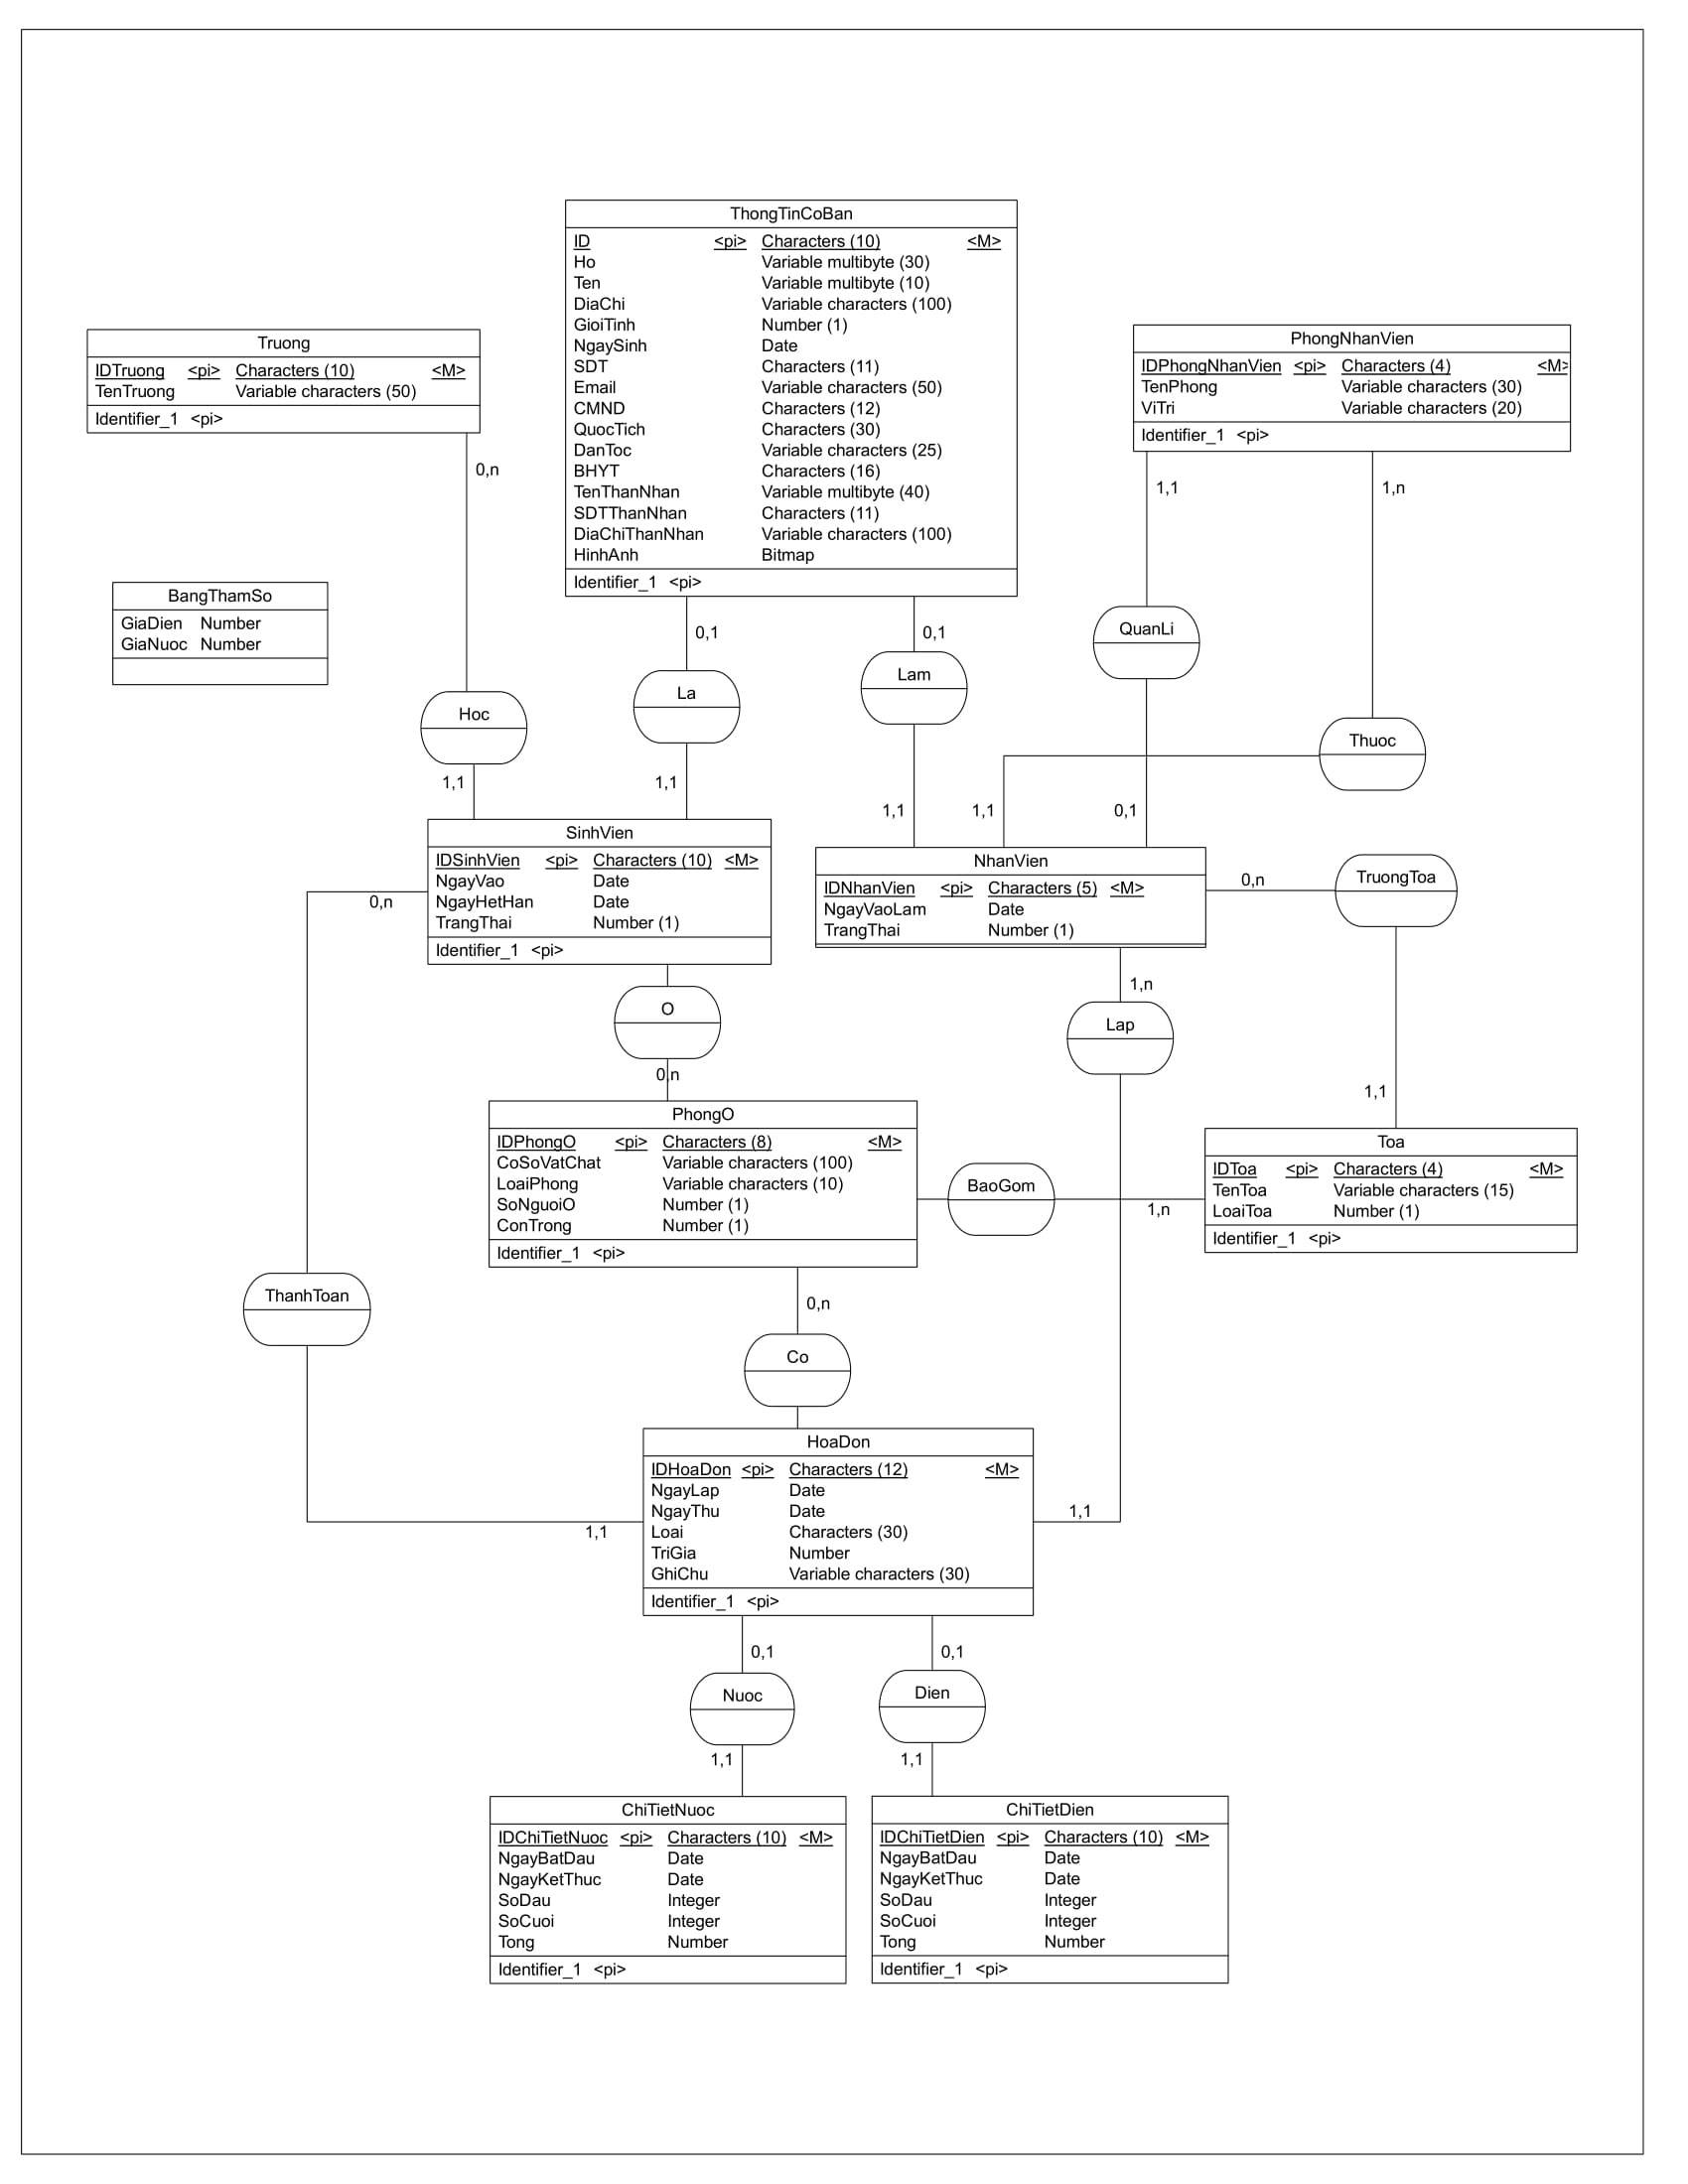 ThongTinCoBan
ID <pi> Characters (10) <M>
Ho Variable multibyte (30)
Ten Variable multibyte (10)
DiaChi Variable characters (100)
GioiTinh Number (1)
NgaySinh Date
SDT Characters (11)
Email Variable characters (50)
CMND Characters (12)
QuocTich Characters (30)
DanToc Variable characters (25)
BHYT Characters (16)
TenThanNhan Variable multibyte (40)
SDTThanNhan Characters (11)
DiaChiThanNhan Variable characters (100)
HinhAnh Bitmap
Identifier_1 <pi>
Truong
IDTruong <pi> Characters (10) <M>
TenTruong Variable characters (50)
Identifier_1 <pi>
PhongNhanVien
IDPhongNhanVien <pi> Characters (4) <M>
TenPhong Variable characters (30)
ViTri Variable characters (20)
Identifier_1 <pi>
0,n
1,1
1,n
BangThamSo
GiaDien Number
GiaNuoc Number
0,1
0,1
QuanLi
Lam
La
Hoc
Thuoc
1,1
1,1
1,1
1,1
0,1
SinhVien
IDSinhVien <pi> Characters (10) <M>
NgayVao Date
NgayHetHan Date
TrangThai Number (1)
Identifier_1 <pi>
NhanVien
IDNhanVien <pi> Characters (5) <M>
NgayVaoLam Date
TrangThai Number (1)
0,n
TruongToa
0,n
O
0,n
1,n
Lap
1,1
PhongO
IDPhongO <pi> Characters (8) <M>
CoSoVatChat Variable characters (100)
LoaiPhong Variable characters (10)
SoNguoiO Number (1)
ConTrong Number (1)
Identifier_1 <pi>
BaoGom
1,n
Toa
IDToa <pi> Characters (4) <M>
TenToa Variable characters (15)
LoaiToa Number (1)
Identifier_1 <pi>
ThanhToan
0,n
Co
HoaDon
IDHoaDon <pi> Characters (12) <M>
NgayLap Date
NgayThu Date
Loai Characters (30)
TriGia Number
GhiChu Variable characters (30)
Identifier_1 <pi>
1,1
1,1
0,1
0,1
Nuoc
Dien
1,1
1,1
ChiTietNuoc
IDChiTietNuoc <pi> Characters (10) <M>
NgayBatDau Date
NgayKetThuc Date
SoDau Integer
SoCuoi Integer
Tong Number
Identifier_1 <pi>
ChiTietDien
IDChiTietDien <pi> Characters (10) <M>
NgayBatDau Date
NgayKetThuc Date
SoDau Integer
SoCuoi Integer
Tong Number
Identifier_1 <pi>